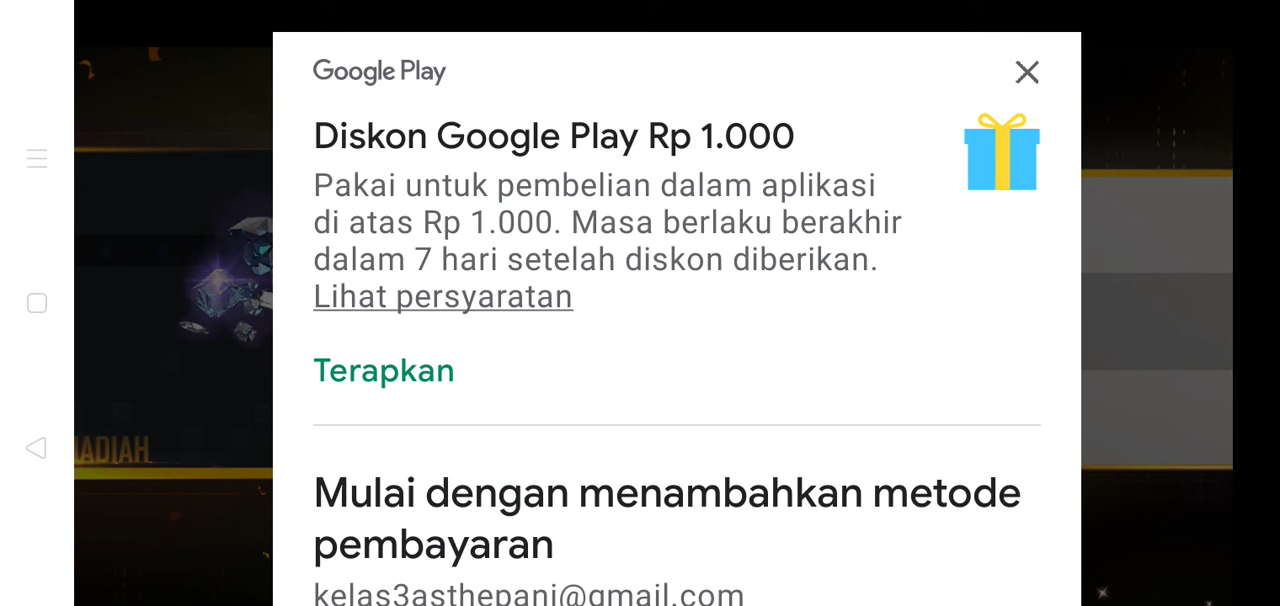 Google Play
Diskon Google Play Rp 1.000
Pakai untuk pembelian dalam aplikasi
di atas Rp 1.000. Masa berlaku berakhir
dalam 7 hari setelah diskon diberikan.
Lihat persyaratan
Terapkan
ADIAH
Mulai dengan menambahkan metode
pembayaran
kelas3asthepani@gmail.com